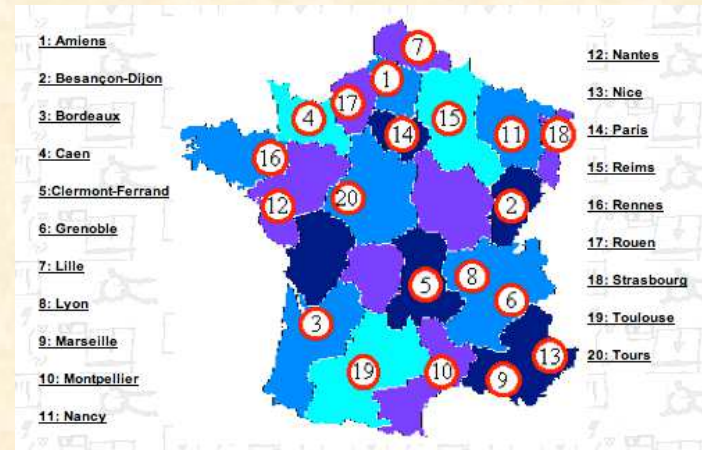 1: Amiens
2: Besançon-Dijon
3: Bordeaux
4: Caen
5:Clermont-Ferrand
6: Grenoble
7: Lille
8: Lyon
9: Marseille
10: Montpellier
11: Nancy
7
1
17
4
15
14
11
18
16
12
20
2
8
5
6
3
13
19
10
9
12: Nantes
13: Nice
14: Paris
15: Reims
16: Rennes
17: Rouen
18: Strasbourg
19: Toulouse
20: Tours